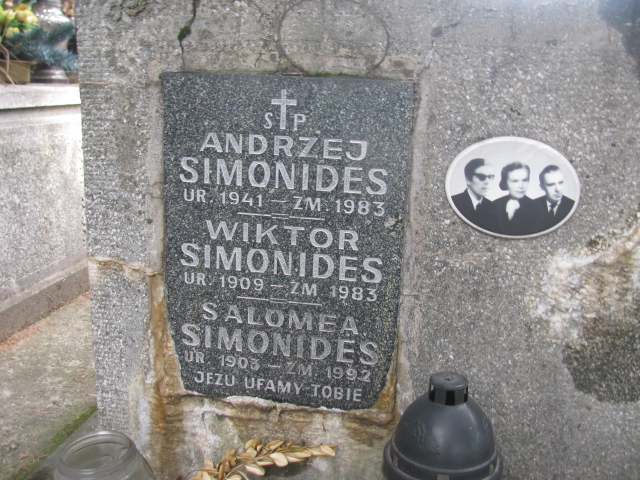 Ś P.
ANDRZEJ
SIMONIDES
UR. 1941 — ZM. 1983
WIKTOR
SIMONIDES
UR. 1909 — ZM 1983
SALOMEA
SIMONIDES
UR 1903 — ZM. 1992
JEZU UFAMY TOBIE